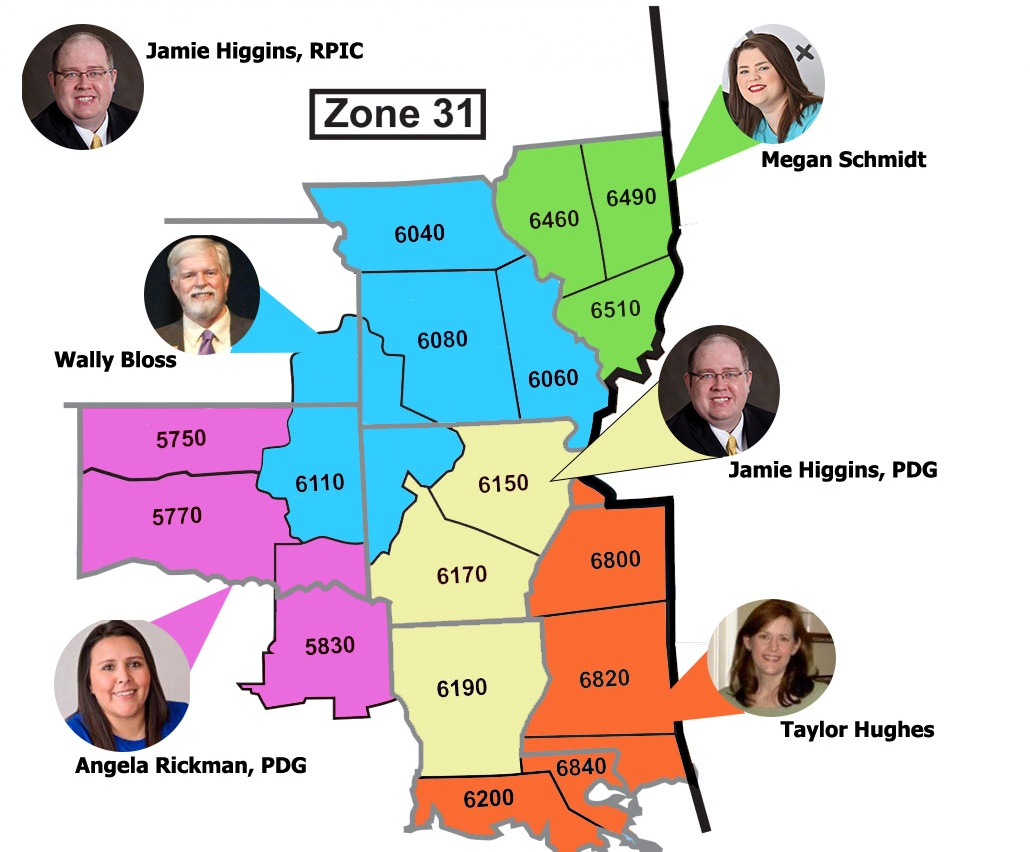 Jamie Higgins, RPIC
Zone 31
Megan Schmidt
6490
6460
6040
6510
6080
Wally Bloss
6060
5750
Jamie Higgins, PDG
6110
6150
5770
6800
6170
5830
6820
6190
Taylor Hughes
Angela Rickman, PDG
6840
6200